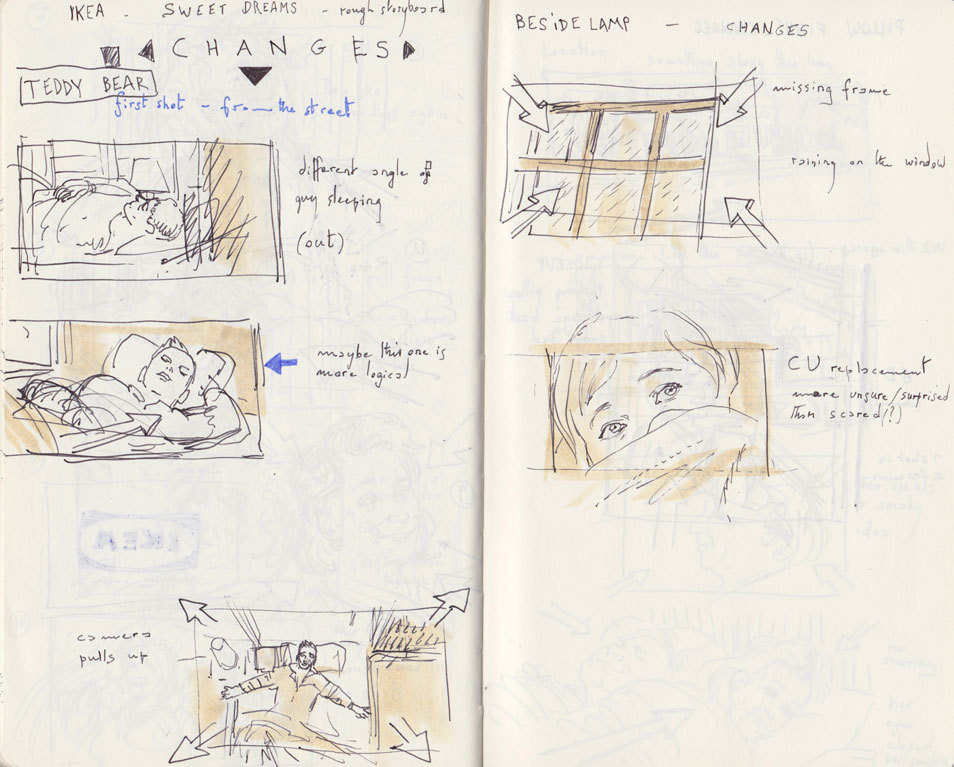 IKEA - SWEET DREAMS - rough storyboard
CHANGES
TEDDY BEAR
first shot - from the street
different angle of
guy sleeping
(out)
maybe this one is
more logical
IKEA
camera
pulls up
BESIDE LAMP - CHANGES
missing frame
raining on the window
CU replacement
more unsure/surprised
than scared(?)